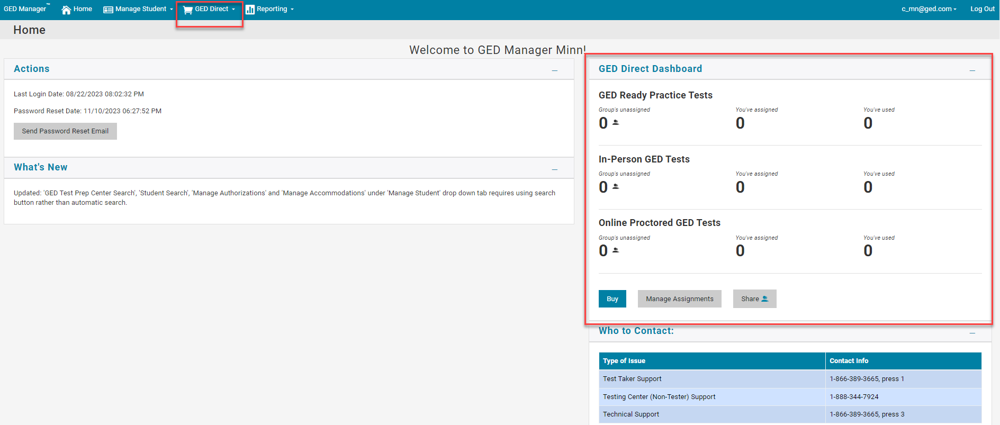 GED Manager™ Home Manage Student GED Direct Reporting c_mn@ged.com Log Out
Home
Welcome to GED Manager Minn!
Actions
Last Login Date: 08/22/2023 08:02:32 PM
Password Reset Date: 11/10/2023 06:27:52 PM
Send Password Reset Email
What's New
Updated: 'GED Test Prep Center Search', 'Student Search', 'Manage Authorizations' and 'Manage Accommodations' under 'Manage Student' drop down tab requires using search
button rather than automatic search.
GED Direct Dashboard
GED Ready Practice Tests
Group's unassigned You've assigned You've used
0 0 0
In-Person GED Tests
Group's unassigned You've assigned You've used
0 0 0
Online Proctored GED Tests
Group's unassigned You've assigned You've used
0 0 0
Buy Manage Assignments Share
Who to Contact:
Type of Issue Contact Info
Test Taker Support 1-866-389-3665, press 1
Testing Center (Non-Tester) Support 1-888-344-7924
Technical Support 1-866-389-3665, press 3